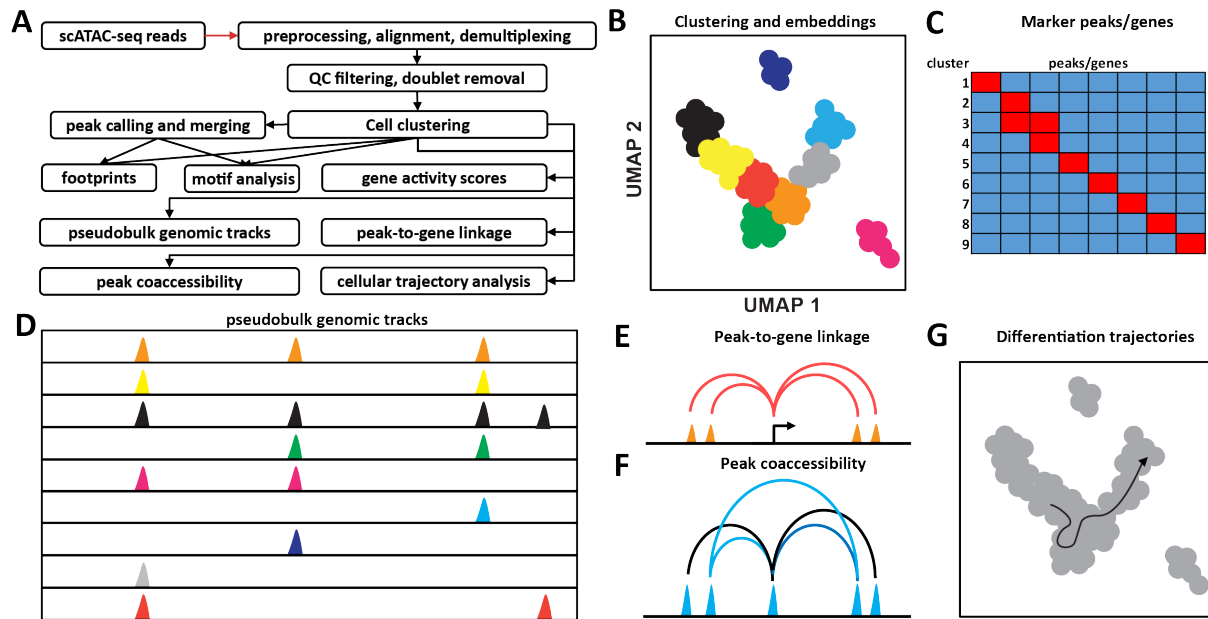 A
scATAC-seq reads
preprocessing, alignment, demultiplexing
QC filtering, doublet removal
peak calling and merging
Cell clustering
footprints
motif analysis
gene activity scores
pseudobulk genomic tracks
peak-to-gene linkage
peak coaccessibility
cellular trajectory analysis
B
Clustering and embeddings
UMAP 2
UMAP 1
C
Marker peaks/genes
cluster
peaks/genes
1
2
3
4
5
6
7
8
9
D
pseudobulk genomic tracks
E
Peak-to-gene linkage
F
Peak coaccessibility
G
Differentiation trajectories